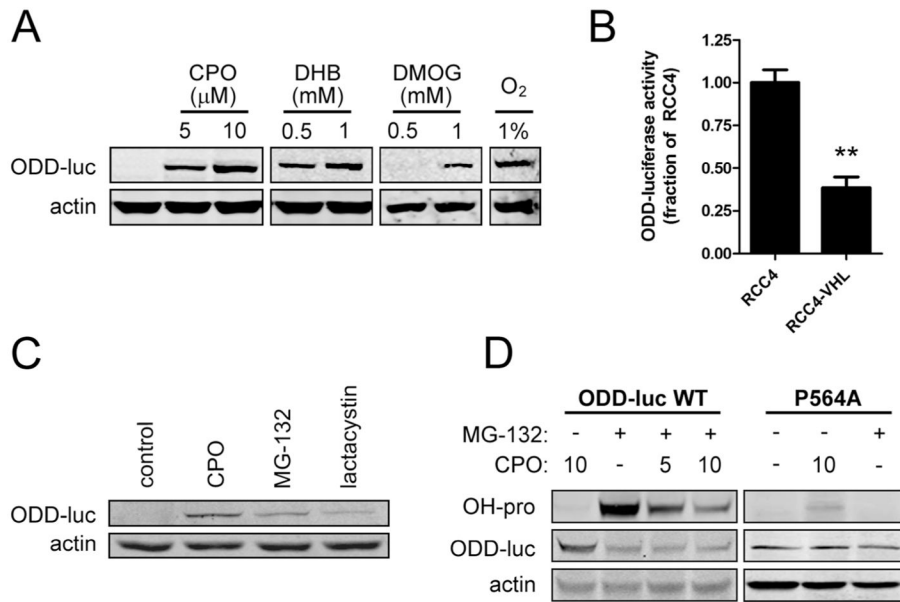 A
CPO DHB DMOG O2
(μM) (mM) (mM)
5 10 0.5 1 0.5 1 1%
ODD-luc
actin
B
ODD-luciferase activity
(fraction of RCC4)
1.25
1.00
0.75
0.50
0.25
0.00
**
RCC4
RCC4-VHL
C
control
CPO
MG-132
lactacystin
ODD-luc
actin
D
ODD-luc WT P564A
MG-132: - + + + - - +
CPO: 10 - 5 10 - 10 -
OH-pro
ODD-luc
actin